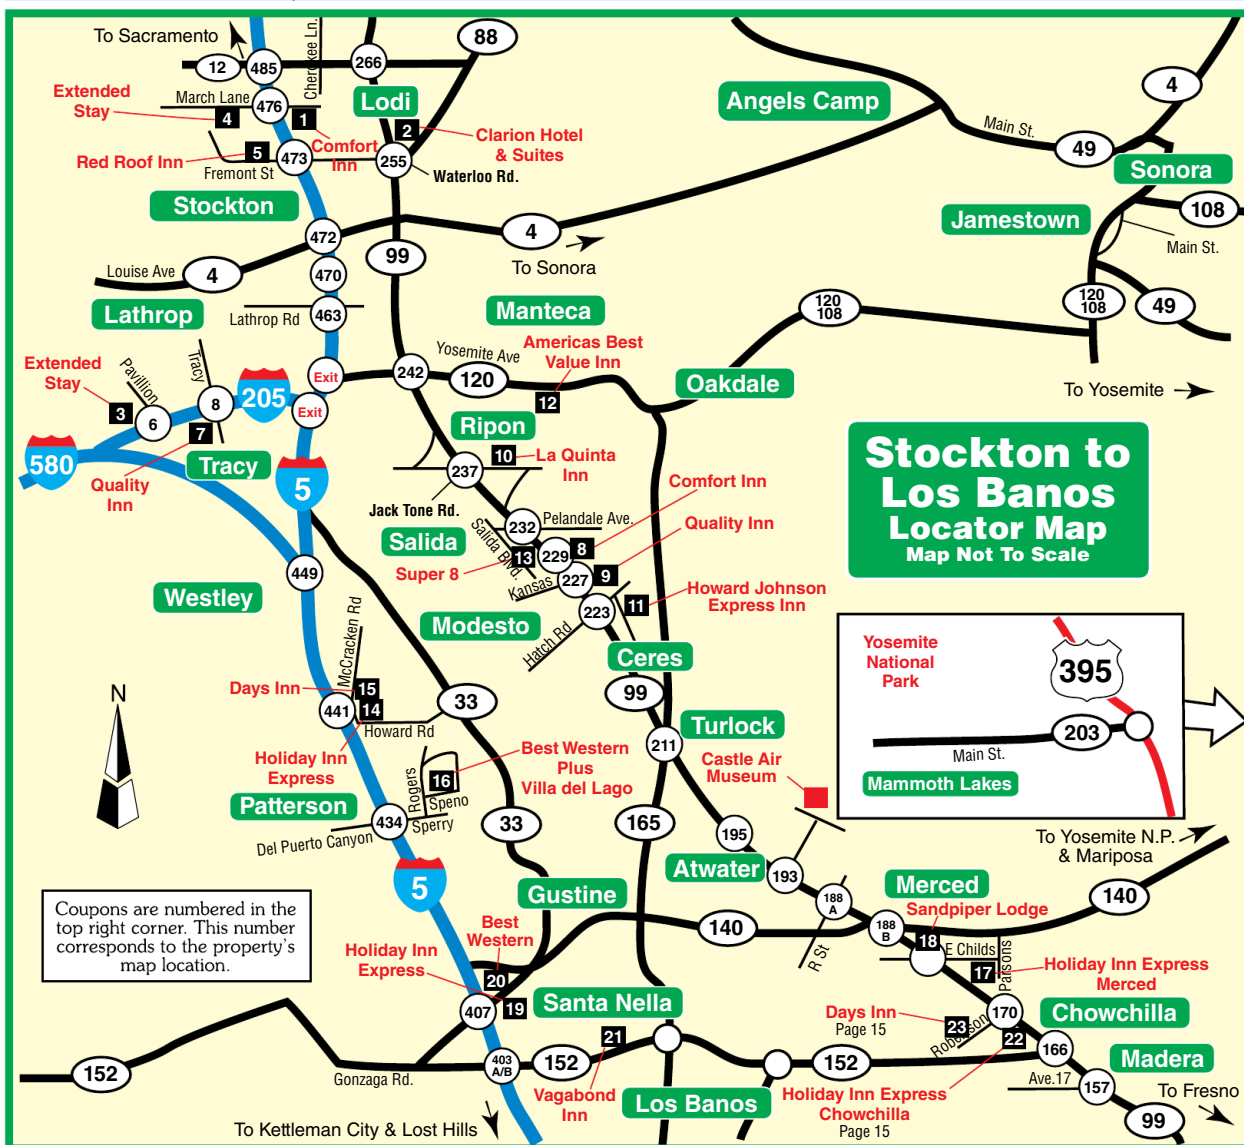 To Sacramento
Cherokee Ln.
88
12
485
266
Extended
Stay
March Lane
476
Lodi
Angels Camp
4
4
1
2
Clarion Hotel
& Suites
Main St.
49
Red Roof Inn
5
473
Comfort
Inn
255
Fremont St
Waterloo Rd.
Sonora
Stockton
108
Jamestown
472
4
Main St.
99
To Sonora
Louise Ave
4
470
Lathrop
Lathrop Rd
463
Manteca
120
108
120
108
49
Americas Best
Value Inn
Yosemite Ave
Extended
Stay
Pavillion
Tracy
Exit
242
120
Oakdale
To Yosemite
205
3
6
8
Exit
12
7
Ripon
Stockton to
Los Banos
Locator Map
Map Not To Scale
580
Tracy
5
10
La Quinta
Inn
237
Quality
Inn
Comfort Inn
Jack Tone Rd.
Pelandale Ave.
232
Quality Inn
Salida
Salida Blvd.
13
229
8
Super 8
449
Kansas
227
9
Westley
Howard Johnson
Express Inn
223
11
Modesto
Hatch Rd
McCracken Rd
Ceres
Yosemite
National
Park
395
Days Inn
15
99
441
14
33
Howard Rd
Turlock
203
Main St.
Mammoth Lakes
N
211
Holiday Inn
Express
Best Western
Plus
Villa del Lago
Castle Air
Museum
Rogers
16
Speno
Patterson
434
Sperry
Del Puerto Canyon
33
165
195
To Yosemite N.P.
& Mariposa
5
Atwater
193
Merced
140
Gustine
188
A
Sandpiper Lodge
Coupons are numbered in the
top right corner. This number
corresponds to the property's
map location.
Best
Western
140
R St
188
B
18
E Childs
Parsons
Holiday Inn
Express
20
17
Holiday Inn Express
Merced
407
19
Santa Nella
Days Inn
Page 15
23
Robertson
170
Chowchilla
22
21
403
A/B
152
152
152
166
Madera
Gonzaga Rd.
Ave.17
157
Vagabond
Inn
Los Banos
Holiday Inn Express
Chowchilla
Page 15
To Fresno
99
To Kettleman City & Lost Hills